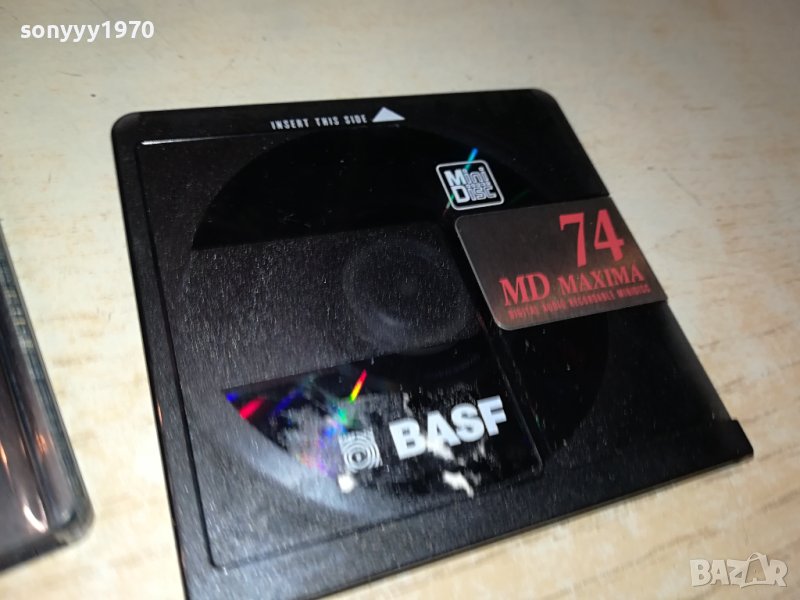 sonyyy1970
INSERT THIS SIDE
Mini
DISC
74
MD MAXIMA
DIGITAL AUDIO RECORDABLE MINIDISC
BASF
BAZAR